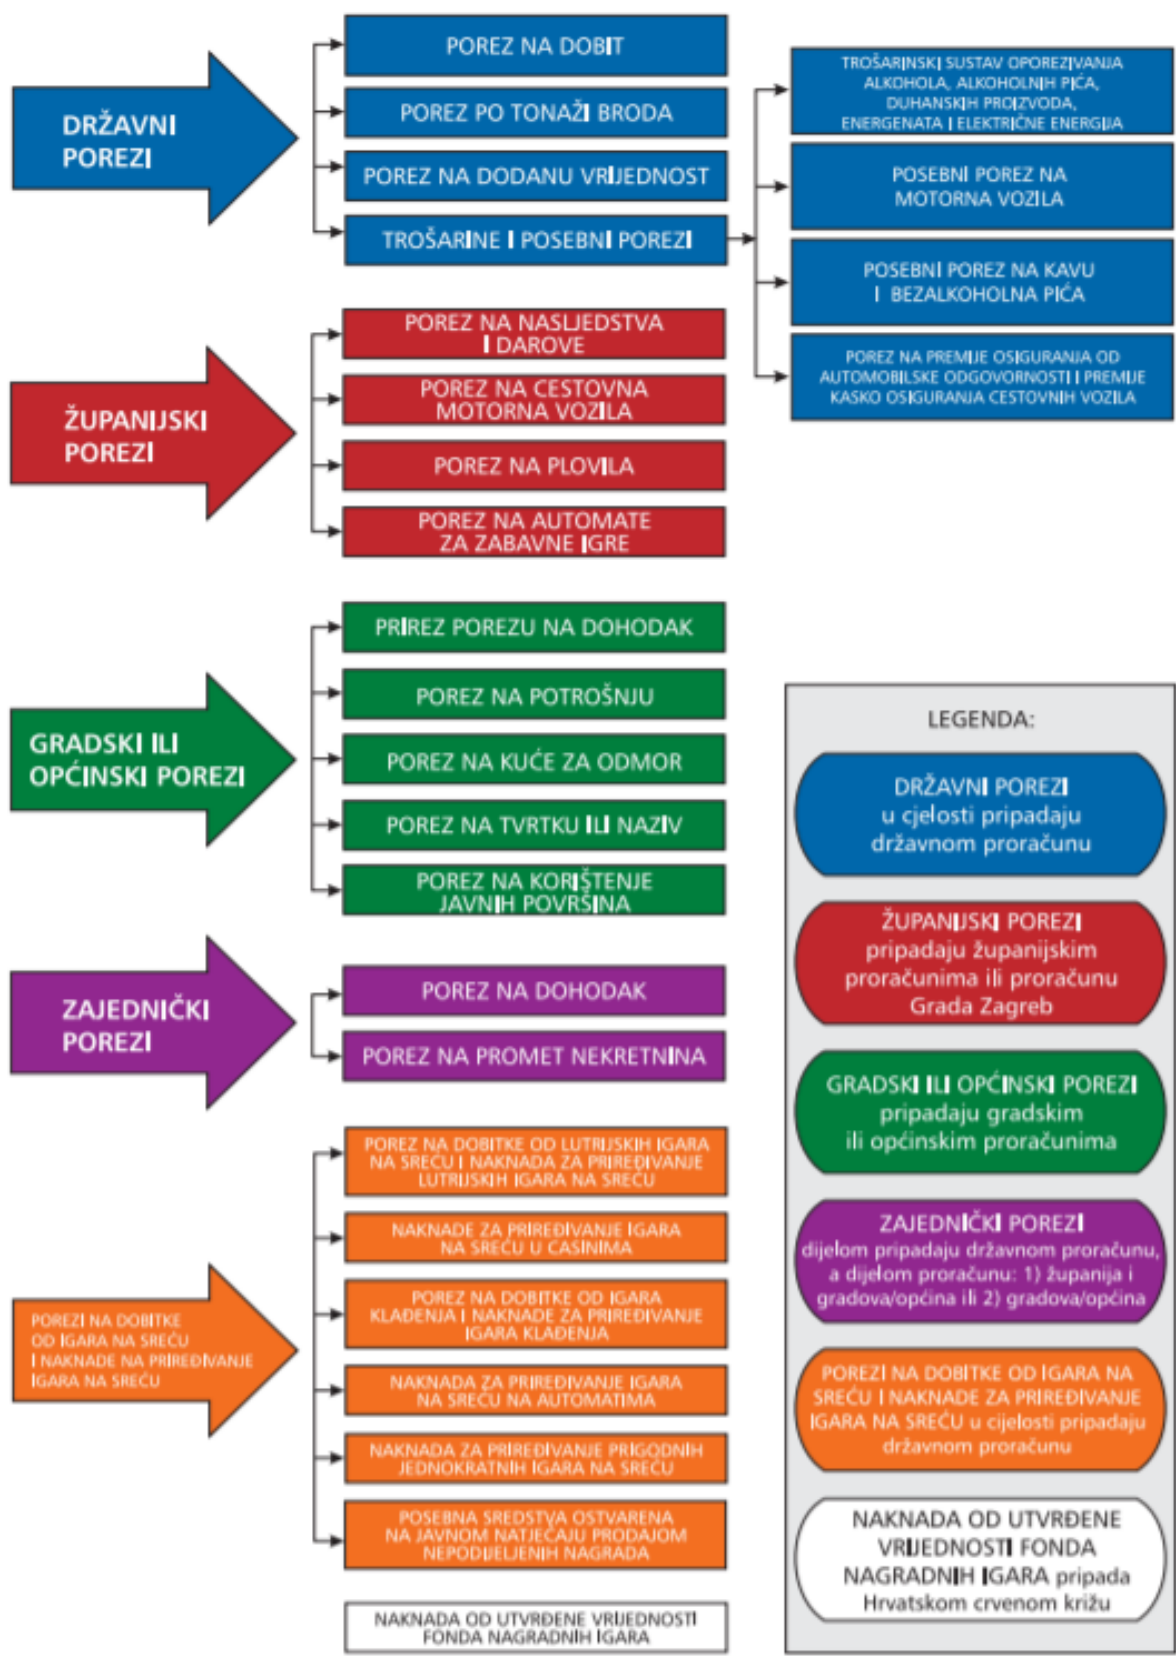 DRŽAVNI
POREZI
POREZ NA DOBIT
POREZ PO TONAŽI BRODA
POREZ NA DODANU VRIJEDNOST
TROŠARINE I POSEBNI POREZI
TROŠARINSKI SUSTAV OPOREZIVANJA
ALKOHOLA, ALKOHOLNIH PIĆA,
DUHANSKIH PROIZVODA,
ENERGENATA I ELEKTRIČNE ENERGIJA
POSEBNI POREZ NA
MOTORNA VOZILA
POSEBNI POREZ NA KAVU
I BEZALKOHOLNA PIĆA
POREZ NA PREMIJE OSIGURANJA OD
AUTOMOBILSKE ODGOVORNOSTI I PREMIJE
KASKO OSIGURANJA CESTOVNIH VOZILA
ŽUPANIJSKI
POREZI
POREZ NA NASLJEDSTVA
I DAROVE
POREZ NA CESTOVNA
MOTORNA VOZILA
POREZ NA PLOVILA
POREZ NA AUTOMATE
ZA ZABAVNE IGRE
GRADSKI ILI
OPĆINSKI POREZI
PRIREZ POREZU NA DOHODAK
POREZ NA POTROŠNJU
POREZ NA KUĆE ZA ODMOR
POREZ NA TVRTKU ILI NAZIV
POREZ NA KORIŠTENJE
JAVNIH POVRŠINA
ZAJEDNIČKI
POREZI
POREZ NA DOHODAK
POREZ NA PROMET NEKRETNINA
POREZI NA DOBITKE
OD IGARA NA SREĆU
I NAKNADE NA PRIREĐIVANJE
IGARA NA SREĆU
POREZ NA DOBITKE OD LUTRIJSKIH IGARA
NA SREĆU I NAKNADA ZA PRIREĐIVANJE
LUTRIJSKIH IGARA NA SREĆU
NAKNADE ZA PRIREĐIVANJE IGARA
NA SREĆU U CASINIMA
POREZ NA DOBITKE OD IGARA
KLAĐENJA I NAKNADE ZA PRIREĐIVANJE
IGARA KLAĐENJA
NAKNADA ZA PRIREĐIVANJE IGARA
NA SREĆU NA AUTOMATIMA
NAKNADA ZA PRIREĐIVANJE PRIGODNIH
JEDNOKRATNIH IGARA NA SREĆU
POSEBNA SREDSTVA OSTVARENA
NA JAVNOM NATJEČAJU PRODAJOM
NEPODIJELJENIH NAGRADA
NAKNADA OD UTVRĐENE VRIJEDNOSTI
FONDA NAGRADNIH IGARA
LEGENDA:
DRŽAVNI POREZI
u cjelosti pripadaju
državnom proračunu
ŽUPANIJSKI POREZI
pripadaju županijskim
proračunima ili proračunu
Grada Zagreb
GRADSKI ILI OPĆINSKI POREZI
pripadaju gradskim
ili općinskim proračunima
ZAJEDNIČKI POREZI
dijelom pripadaju državnom proračunu,
a dijelom proračunu: 1) županija i
gradova/općina ili 2) gradova/općina
POREZI NA DOBITKE OD IGARA NA
SREĆU I NAKNADE ZA PRIREĐIVANJE
IGARA NA SREĆU u cijelosti pripadaju
državnom proračunu
NAKNADA OD UTVRĐENE
VRIJEDNOSTI FONDA
NAGRADNIH IGARA pripada
Hrvatskom crvenom križu